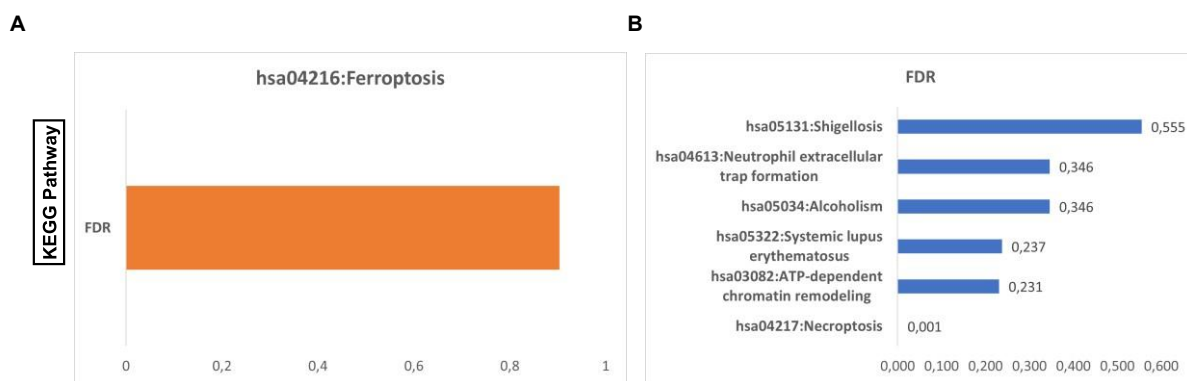 A
hsa04216:Ferroptosis
KEGG Pathway
FDR
0
0,2
0,4
0,6
0,8
1
B
FDR
hsa05131:Shigellosis
0,555
hsa04613:Neutrophil extracellular
trap formation
0,346
hsa05034:Alcoholism
0,346
hsa05322:Systemic lupus
erythematosus
0,237
hsa03082:ATP-dependent
chromatin remodeling
0,231
hsa04217:Necroptosis
0,001
0,000 0,100 0,200 0,300 0,400 0,500 0,600